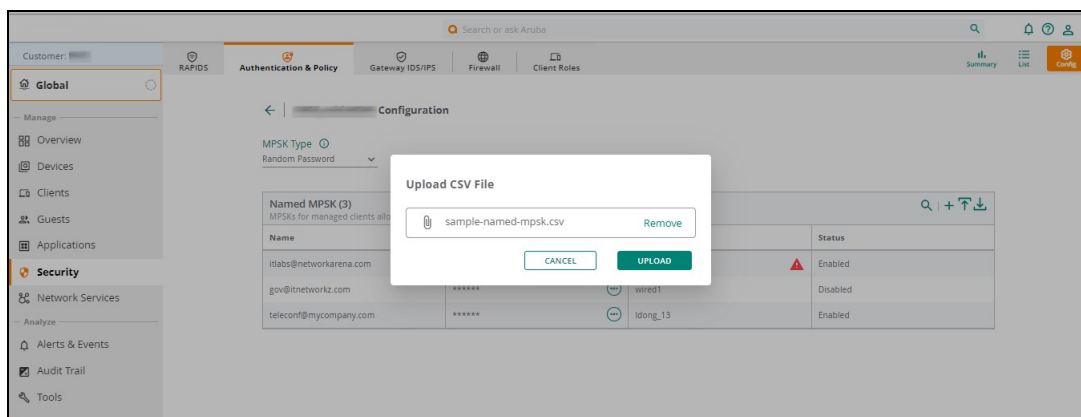 Search or ask Aruba
Customer:
RAPIDS
Authentication & Policy
Gateway IDS/IPS
Firewall
Client Roles
Summary
List
Config
Global
Manage
Overview
Devices
Clients
Guests
Applications
Security
Network Services
Analyze
Alerts & Events
Audit Trail
Tools
Configuration
MPSK Type
Random Password
Upload CSV File
sample-named-mpsk.csv
Remove
CANCEL
UPLOAD
Named MPSK (3)
MPSKs for managed clients
Name
Status
itlabs@networkarena.com
Enabled
gov@itnetworkz.com
******
wired1
Disabled
teleconf@mycompany.com
******
ldong_13
Enabled